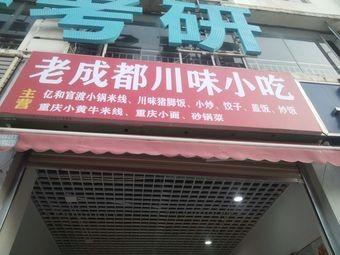 考研
老成都川味小吃
主营
亿和官渡小锅米线、川味猪脚饭、小炒、饺子、盖饭、炒饭
重庆小黄牛米线、重庆小面、砂锅菜